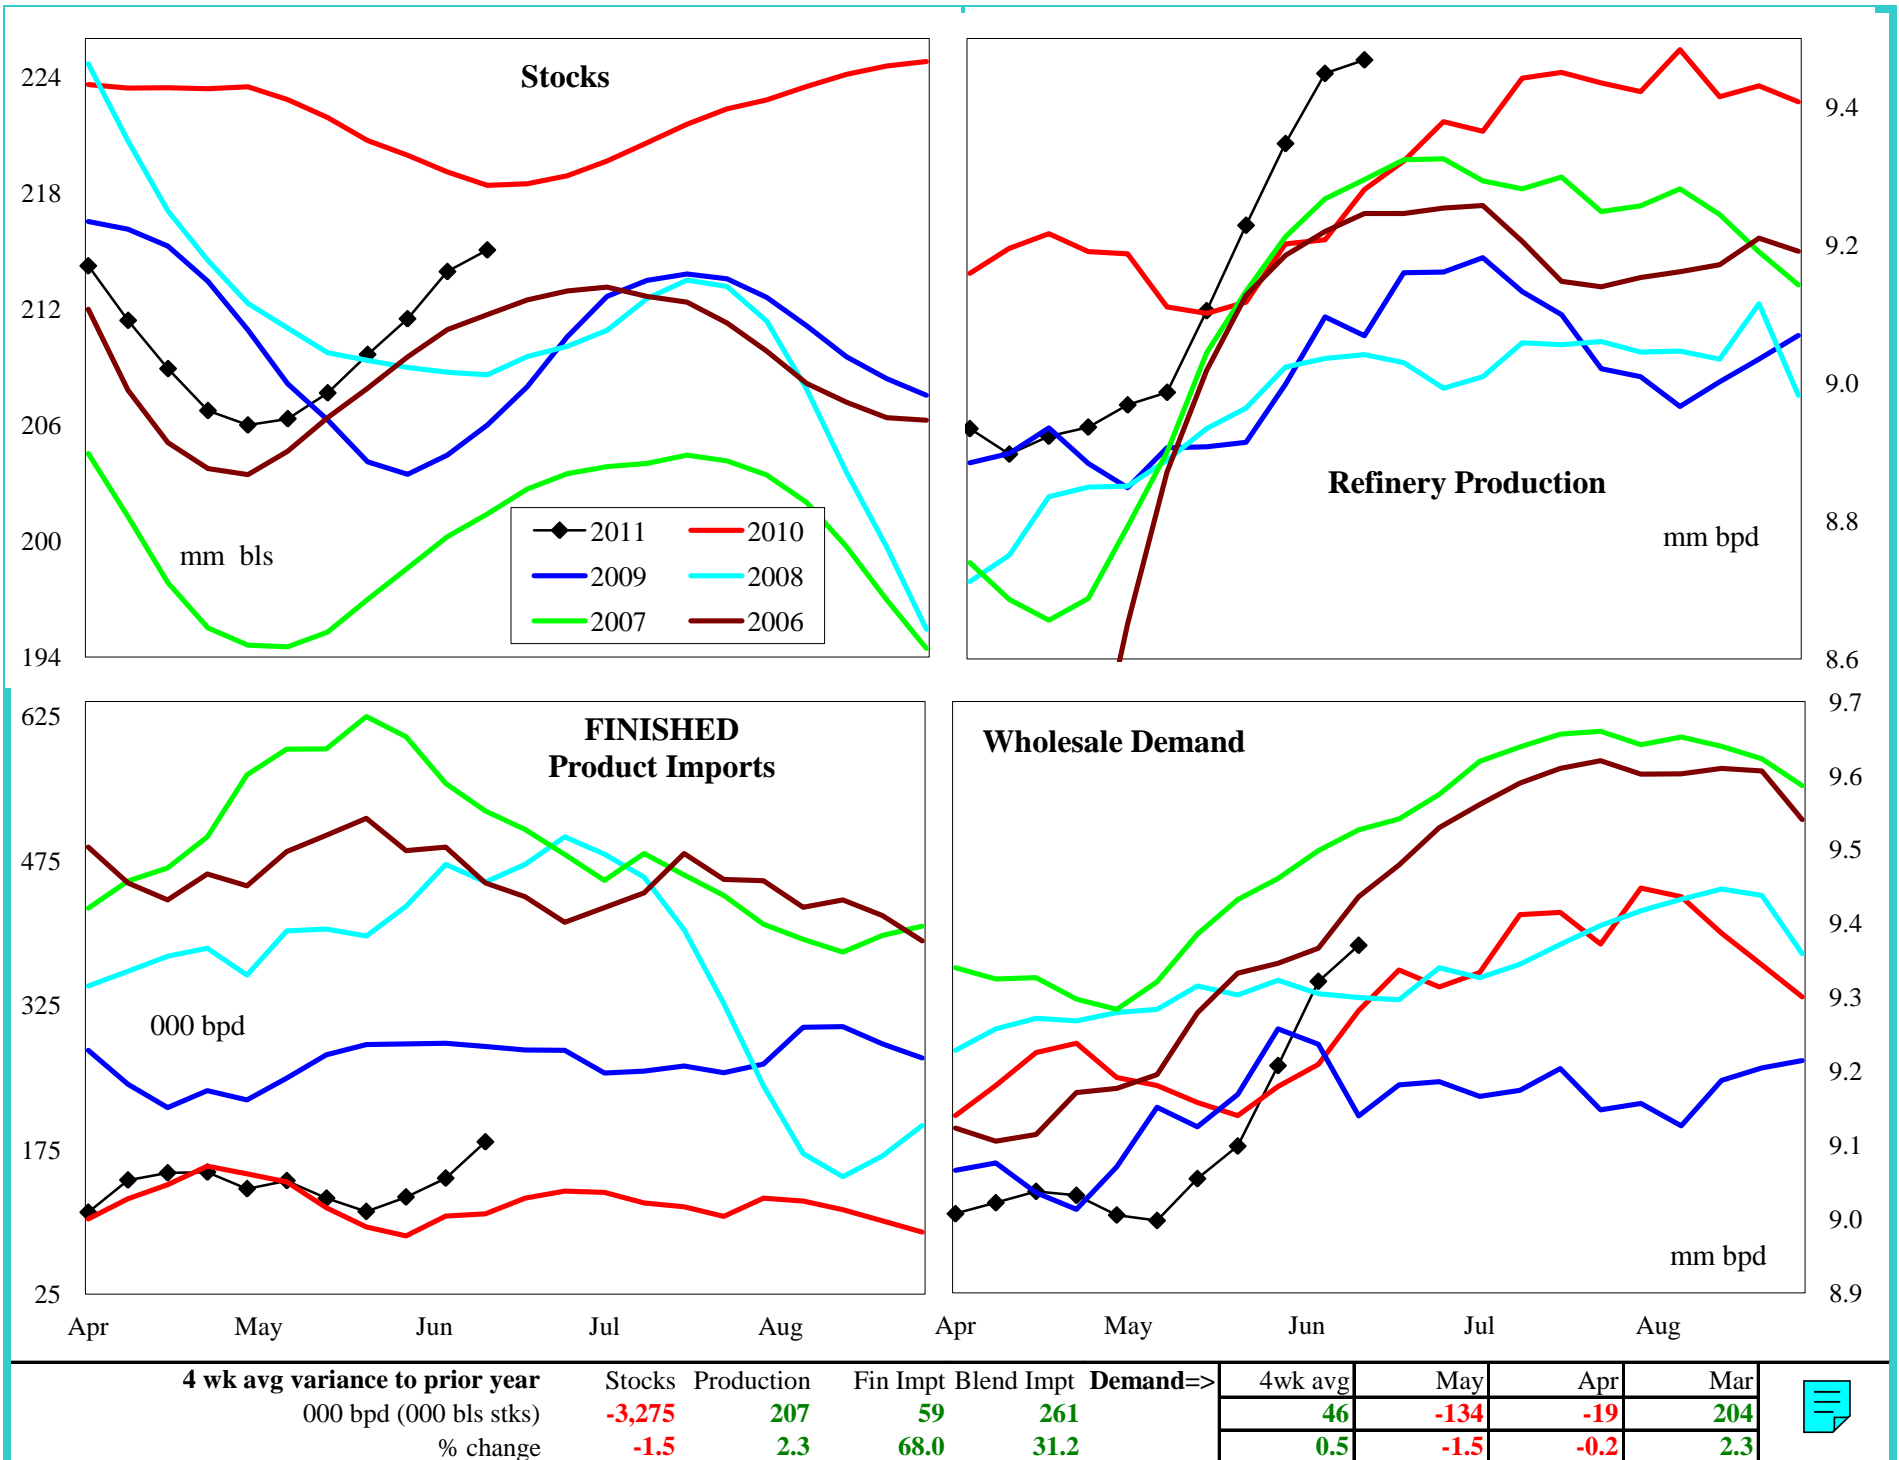 Stocks
224
218
212
206
200
194
mm bls
2011
2010
2009
2008
2007
2006
Refinery Production
mm bpd
9.4
9.2
9.0
8.8
8.6
FINISHED
Product Imports
625
475
325
175
25
000 bpd
Apr
May
Jun
Jul
Aug
Wholesale Demand
9.7
9.6
9.5
9.4
9.3
9.2
9.1
9.0
8.9
mm bpd
Apr
May
Jun
Jul
Aug
4 wk avg variance to prior year Stocks Production Fin Impt Blend Impt Demand=> 4wk avg May Apr Mar
000 bpd (000 bls stks) -3,275 207 59 261 46 -134 -19 204
% change -1.5 2.3 68.0 31.2 0.5 -1.5 -0.2 2.3